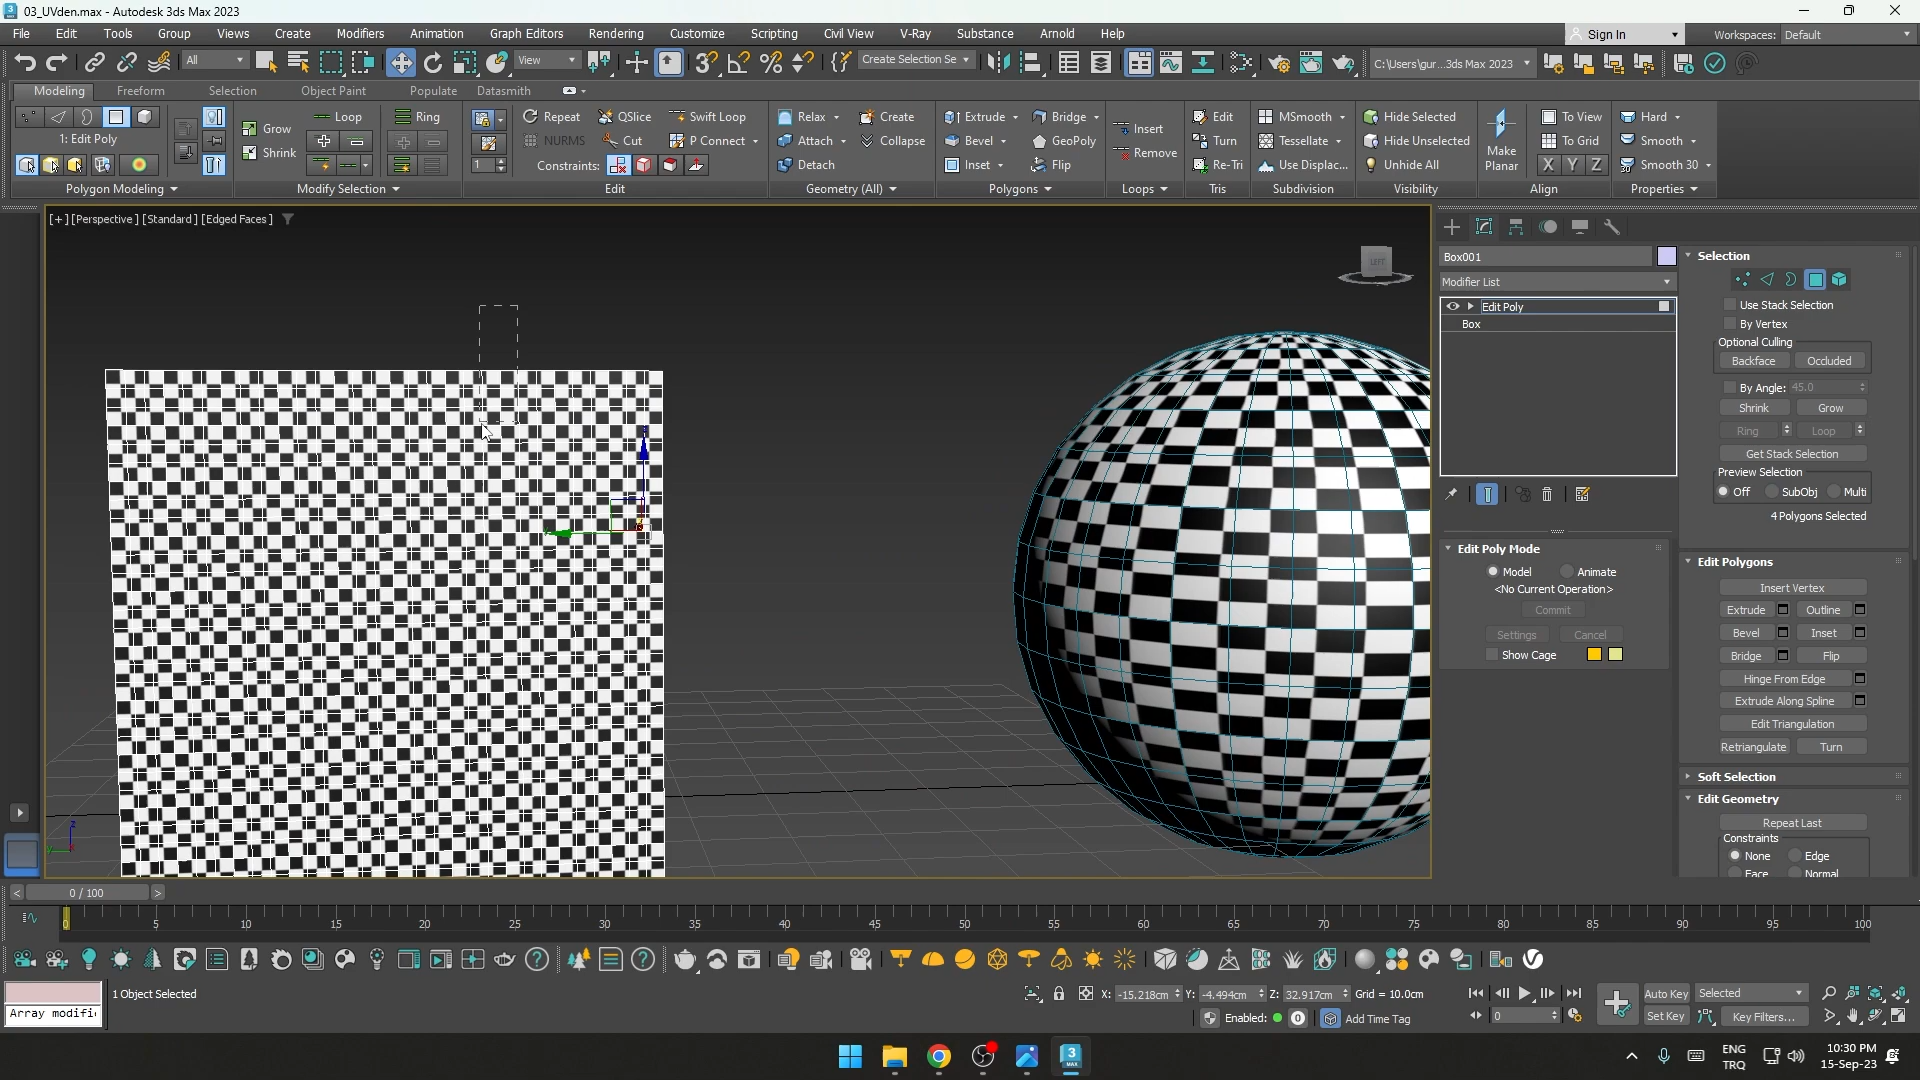 03_UVden.max - Autodesk 3ds Max 2023
File Edit Tools Group Views Create Modifiers Animation Graph Editors Rendering Customize Scripting Civil View V-Ray Substance Arnold Help
Sign In
Workspaces: Default
All
View
Create Selection Se
C:\Users\gur...3ds Max 2023
Modeling Freeform Selection Object Paint Populate Datasmith
Grow Loop Ring Repeat QSlice Swift Loop Relax Create Extrude Bridge Insert Edit MSmooth Hide Selected To View Hard
1: Edit Poly NURMS Cut P Connect Attach Collapse Bevel GeoPoly Turn Tessellate Hide Unselected Make Planar To Grid Smooth
Shrink 1 Constraints: Detach Inset Flip Remove Re-Tri Use Displac... Unhide All X Y Z Smooth 30
Polygon Modeling Modify Selection Edit Geometry (All) Polygons Loops Tris Subdivision Visibility Align Properties
[+] [Perspective] [Standard] [Edged Faces]
LEFT
Box001
Modifier List
Edit Poly
Box
Edit Poly Mode
Model Animate
<No Current Operation>
Commit
Settings Cancel
Show Cage
Selection
Use Stack Selection
By Vertex
Optional Culling
Backface Occluded
By Angle: 45.0
Shrink Grow
Ring Loop
Get Stack Selection
Preview Selection
Off SubObj Multi
4 Polygons Selected
Edit Polygons
Insert Vertex
Extrude Outline
Bevel Inset
Bridge Flip
Hinge From Edge
Extrude Along Spline
Edit Triangulation
Retriangulate Turn
Soft Selection
Edit Geometry
Repeat Last
Constraints
None Edge
Face Normal
z
y
x
< 0 / 100 >
0 5 10 15 20 25 30 35 40 45 50 55 60 65 70 75 80 85 90 95 100
1 Object Selected
X: -15.218cm Y: -4.494cm Z: 32.917cm Grid = 10.0cm
Auto Key Selected
Array modifi
Enabled: 0 Add Time Tag
0
Set Key Key Filters...
3
MAX
ENG
TRQ
10:30 PM
15-Sep-23